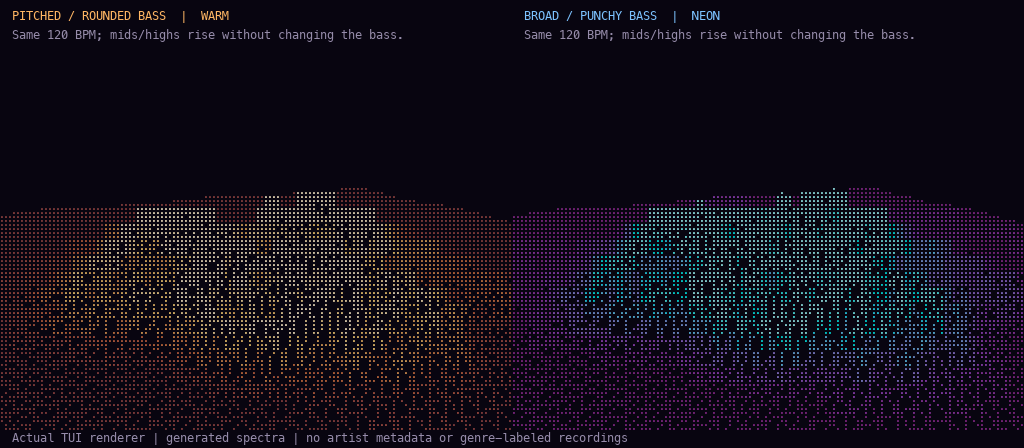 PITCHED / ROUNDED BASS | WARM
Same 120 BPM; mids/highs rise without changing the bass.
BROAD / PUNCHY BASS | NEON
Same 120 BPM; mids/highs rise without changing the bass.
Actual TUI renderer | generated spectra | no artist metadata or genre—labeled recordings